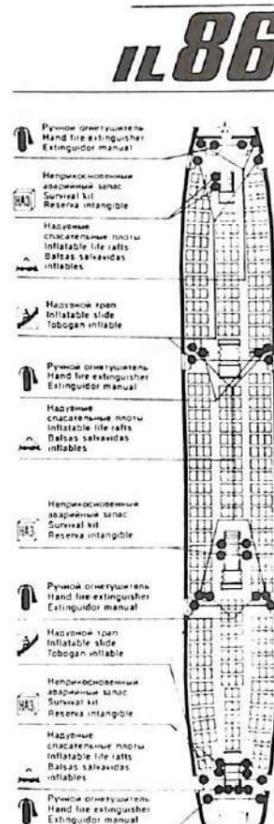 IL 86
Ручной огнетушитель
Hand fire extinguisher
Extinguidor manual
Неприкосновенный
аварийный запас
Survival kit
Reserva intangible
НАЗ
Надувные
спасательные плоты
Inflatable life rafts
Balsas salvavidas
inflables
Надувной трап
Inflatable slide
Tobogan inflable
Ручной огнетушитель
Hand fire extinguisher
Extinguidor manual
Надувные
спасательные плоты
Inflatable life rafts
Balsas salvavidas
inflables
Неприкосновенный
аварийный запас
Survival kit
Reserva intangible
НАЗ
Ручной огнетушитель
Hand fire extinguisher
Extinguidor manual
Надувной трап
Inflatable slide
Tobogan inflable
Неприкосновенный
аварийный запас
Survival kit
Reserva intangible
НАЗ
Надувные
спасательные плоты
Inflatable life rafts
Balsas salvavidas
inflables
Ручной огнетушитель
Hand fire extinguisher
Extinguidor manual